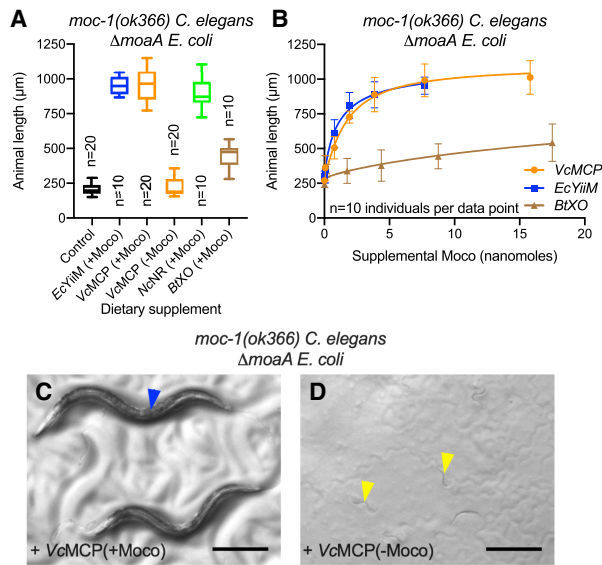 A
moc-1(ok366) C. elegans
ΔmoaA E. coli
Animal length (μm)
1250
1000
750
500
250
0
n=20
n=10
n=20
n=20
n=10
n=10
Control
EcYiiM (+Moco)
VcMCP (+Moco)
VcMCP (-Moco)
NcNR (+Moco)
BtXO (+Moco)
Dietary supplement
B
moc-1(ok366) C. elegans
ΔmoaA E. coli
Animal length (μm)
1250
1000
750
500
250
0
VcMCP
EcYiiM
BtXO
n=10 individuals per data point
0
5
10
15
20
Supplemental Moco (nanomoles)
moc-1(ok366) C. elegans
ΔmoaA E. coli
C
+ VcMCP(+Moco)
D
+ VcMCP(-Moco)